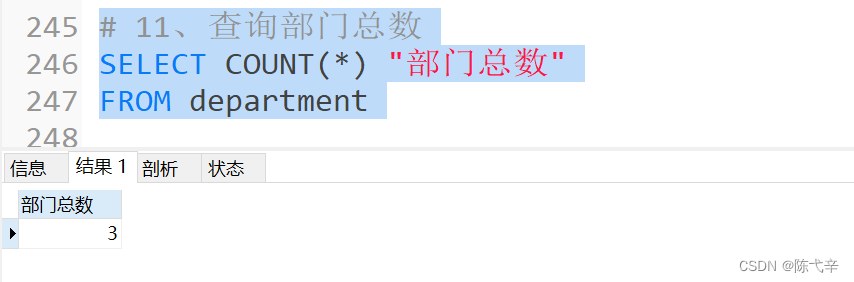 245 # 11、查询部门总数
246 SELECT COUNT(*) "部门总数"
247 FROM department
248
信息 结果 1 剖析 状态
部门总数
3
CSDN @陈弋辛